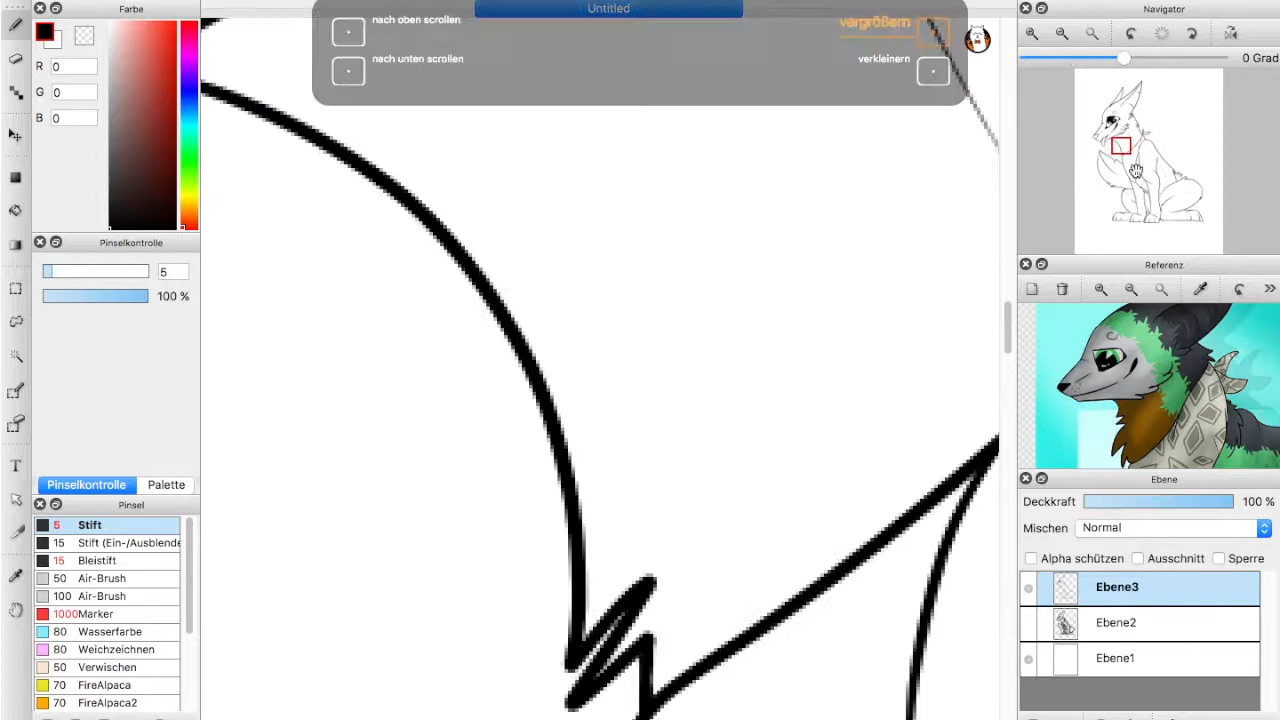 Farbe
Untitled
nach oben scrollen
vergrößern
nach unten scrollen
verkleinern
Navigator
0 Grad
R 0
G 0
B 0
Pinselkontrolle
5
100 %
Referenz
Pinselkontrolle
Palette
Pinsel
5 Stift
15 Stift (Ein-/Ausblende
15 Bleistift
50 Air-Brush
100 Air-Brush
1000 Marker
80 Wasserfarbe
80 Weichzeichnen
50 Verwischen
70 FireAlpaca
70 FireAlpaca2
Ebene
Deckkraft 100 %
Mischen Normal
Alpha schützen Ausschnitt Sperre
Ebene3
Ebene2
Ebene1